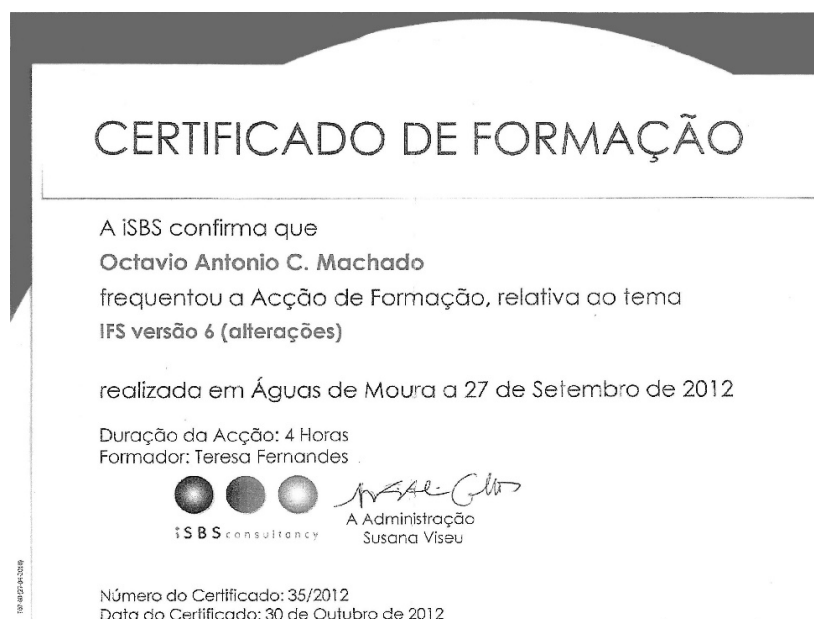 CERTIFICADO DE FORMAÇÃO
A iSBS confirma que
Octavio Antonio C. Machado
frequentou a Acção de Formação, relativa ao tema
IFS versão 6 (alterações)
realizada em Águas de Moura a 27 de Setembro de 2012
Duração da Acção: 4 Horas
Formador: Teresa Fernandes
iSBSconsultancy
A Administração
Susana Viseu
Número do Certificado: 35/2012
Data do Certificado: 30 de Outubro de 2012